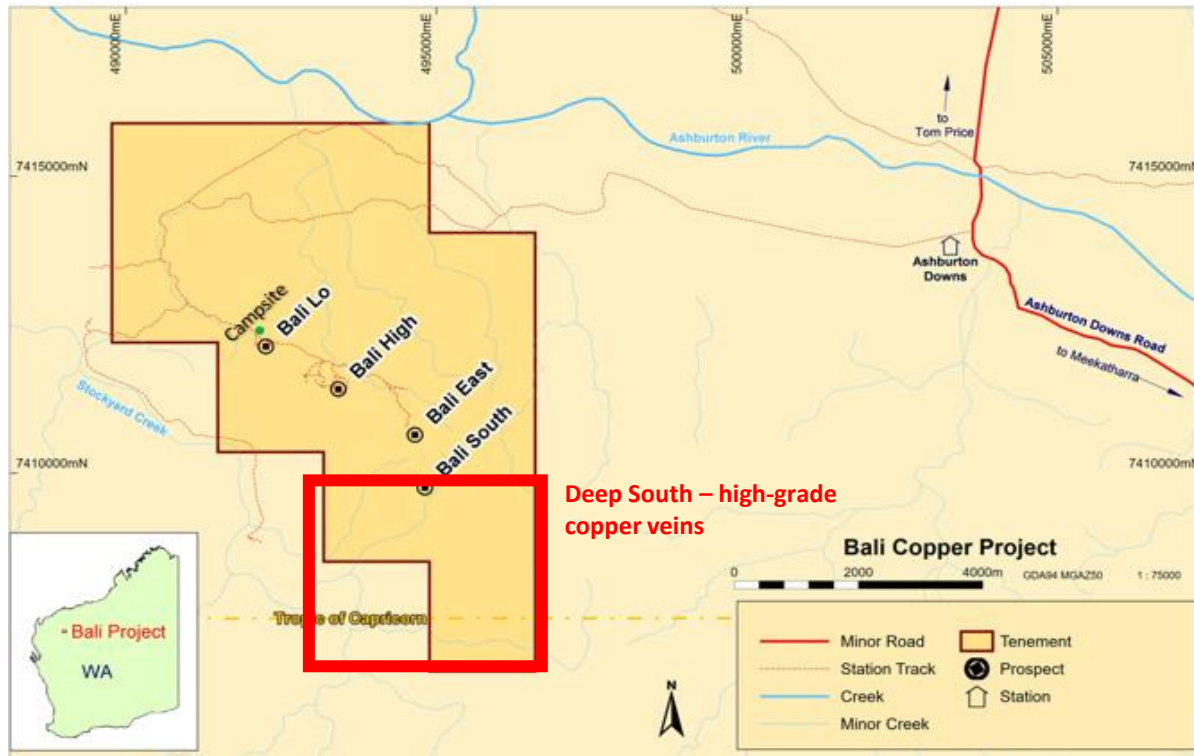 490000mE
495000mE
500000mE
505000mE
to
Tom Price
Ashburton River
7415000mN
7415000mN
Ashburton
Downs
Campsite
Bali Lo
Bali High
Bali East
Bali South
Ashburton Downs Road
to Meekatharra
Stockyard Creek
7410000mN
7410000mN
Deep South – high-grade
copper veins
Bali Copper Project
0 2000 4000m GDA94 MGAZ50 1 : 75000
Bali Project
WA
Tropic of Capricorn
Minor Road
Station Track
Creek
Minor Creek
Tenement
Prospect
Station
N